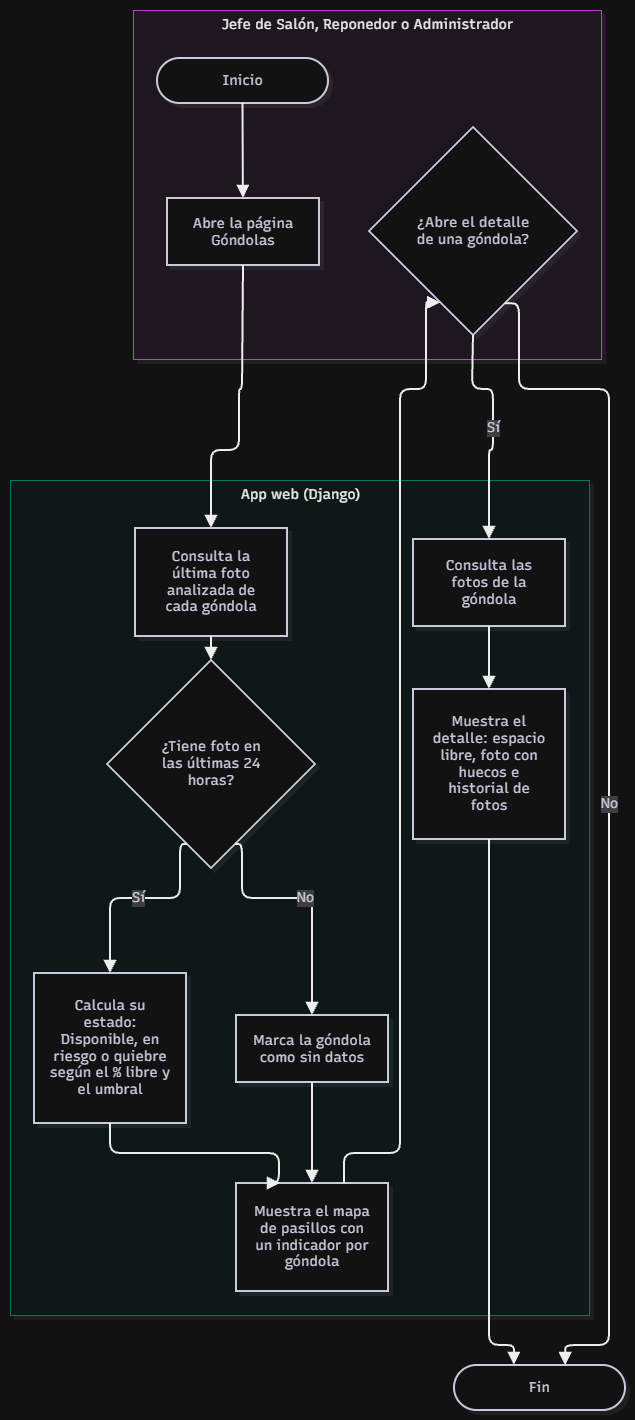 Jefe de Salón, Reponedor o Administrador
Inicio
Abre la página
Góndolas
¿Abre el detalle
de una góndola?
Sí
No
App web (Django)
Consulta la
última foto
analizada de
cada góndola
¿Tiene foto en
las últimas 24
horas?
Sí
No
Calcula su
estado:
Disponible, en
riesgo o quiebre
según el % libre y
el umbral
Marca la góndola
como sin datos
Muestra el mapa
de pasillos con
un indicador por
góndola
Consulta las
fotos de la
góndola
Muestra el
detalle: espacio
libre, foto con
huecos e
historial de
fotos
Fin